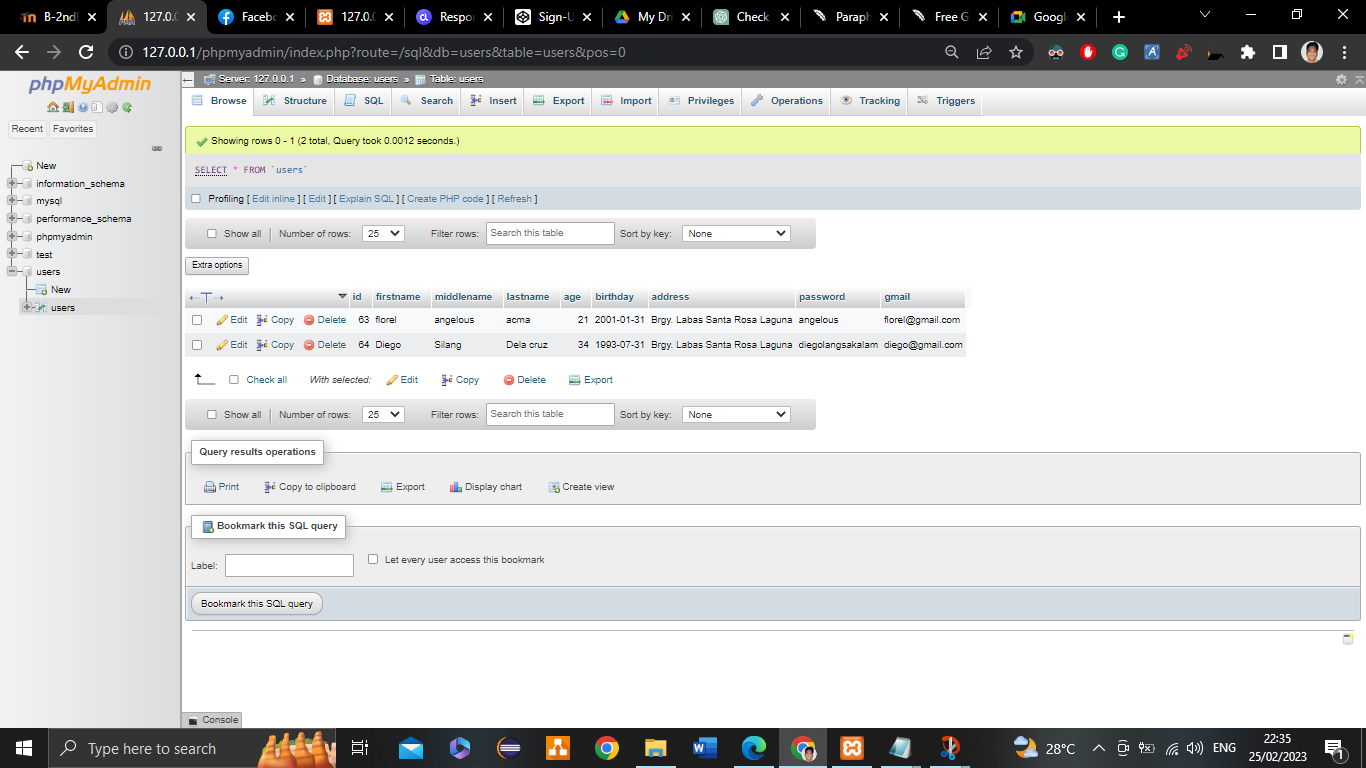 B-2ndI 127.0.0 Facebo 127.0.0 Respor Sign-U My Dri Check Paraph Free G Google
127.0.0.1/phpmyadmin/index.php?route=/sql&db=users&table=users&pos=0
phpMyAdmin
Recent Favorites
New
information_schema
mysql
performance_schema
phpmyadmin
test
users
New
users
Server: 127.0.0.1 » Database: users » Table: users
Browse Structure SQL Search Insert Export Import Privileges Operations Tracking Triggers
Showing rows 0 - 1 (2 total, Query took 0.0012 seconds.)
SELECT * FROM `users`
Profiling [ Edit inline ] [ Edit ] [ Explain SQL ] [ Create PHP code ] [ Refresh ]
Show all | Number of rows: 25 Filter rows: Search this table Sort by key: None
Extra options
←T→ id firstname middlename lastname age birthday address password gmail
Edit Copy Delete 63 florel angelous acma 21 2001-01-31 Brgy. Labas Santa Rosa Laguna angelous florel@gmail.com
Edit Copy Delete 64 Diego Silang Dela cruz 34 1993-07-31 Brgy. Labas Santa Rosa Laguna diegolangsakalam diego@gmail.com
Check all With selected: Edit Copy Delete Export
Show all | Number of rows: 25 Filter rows: Search this table Sort by key: None
Query results operations
Print Copy to clipboard Export Display chart Create view
Bookmark this SQL query
Label: Let every user access this bookmark
Bookmark this SQL query
Console
Type here to search 28°C ENG 22:35
25/02/2023 1